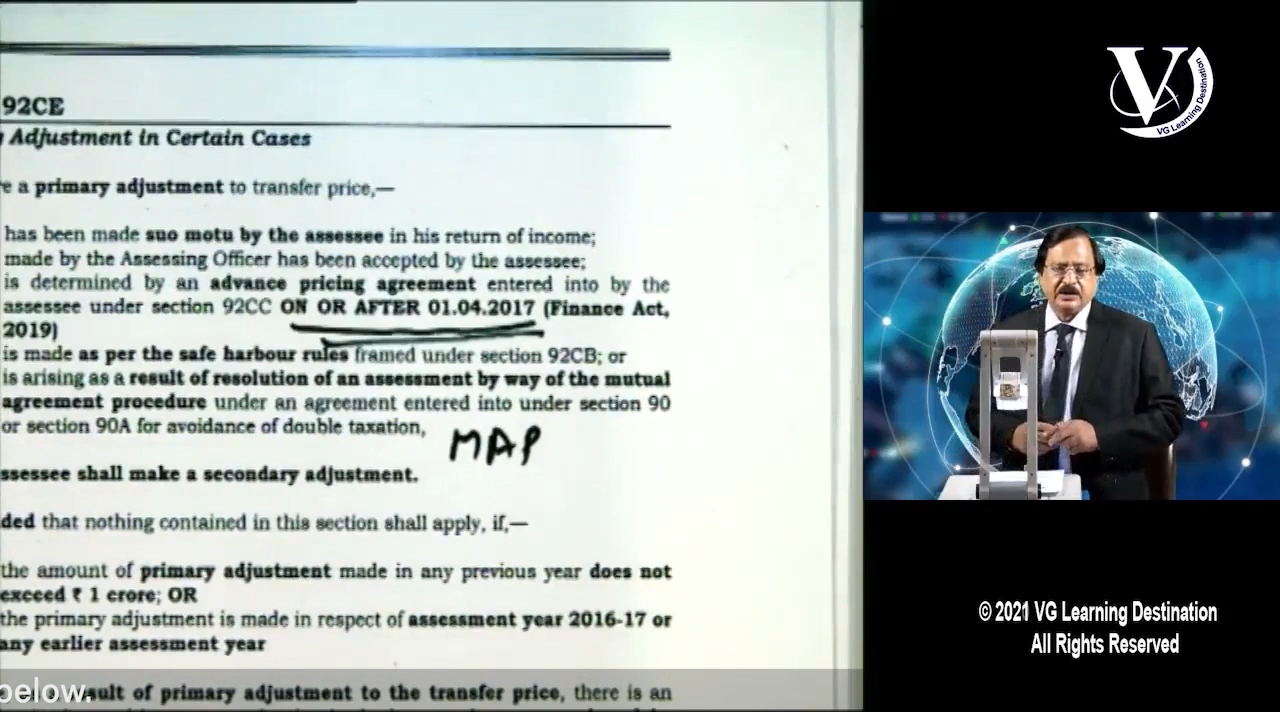 92CE
Adjustment in Certain Cases
re a primary adjustment to transfer price,—
has been made suo motu by the assessee in his return of income;
made by the Assessing Officer has been accepted by the assessee;
is determined by an advance pricing agreement entered into by the
assessee under section 92CC ON OR AFTER 01.04.2017 (Finance Act,
2019)
is made as per the safe harbour rules framed under section 92CB; or
is arising as a result of resolution of an assessment by way of the mutual
agreement procedure under an agreement entered into under section 90
or section 90A for avoidance of double taxation,
MAP
ssessee shall make a secondary adjustment.
ded that nothing contained in this section shall apply, if,—
the amount of primary adjustment made in any previous year does not
exceed ₹ 1 crore; OR
the primary adjustment is made in respect of assessment year 2016-17 or
any earlier assessment year
sult of primary adjustment to the transfer price, there is an
below.
V
VG Learning Destination
© 2021 VG Learning Destination
All Rights Reserved